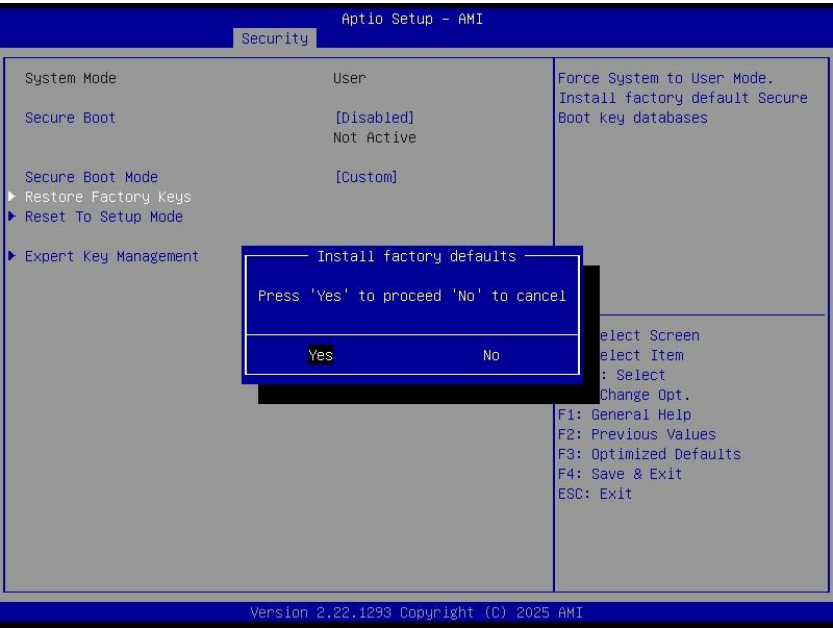 Aptio Setup - AMI
Security
System Mode User
Secure Boot [Disabled]
Not Active
Secure Boot Mode [Custom]
Restore Factory Keys
Reset To Setup Mode
Expert Key Management
Force System to User Mode.
Install factory default Secure
Boot key databases
Install factory defaults
Press 'Yes' to proceed 'No' to cancel
Yes No
elect Screen
elect Item
: Select
Change Opt.
F1: General Help
F2: Previous Values
F3: Optimized Defaults
F4: Save & Exit
ESC: Exit
Version 2.22.1293 Copyright (C) 2025 AMI